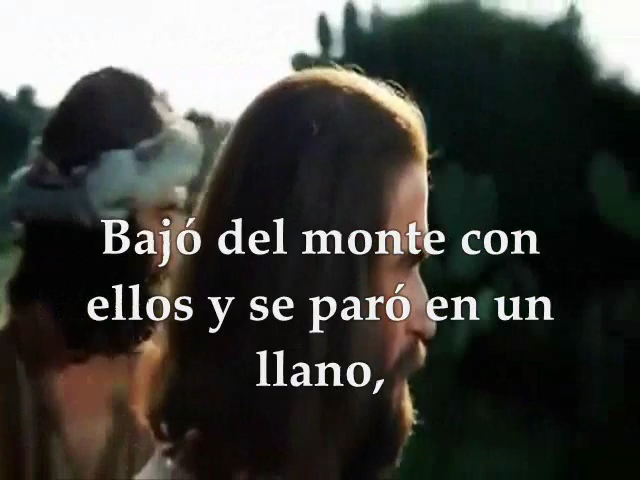 Bajó del monte con
ellos y se paró en un
llano,